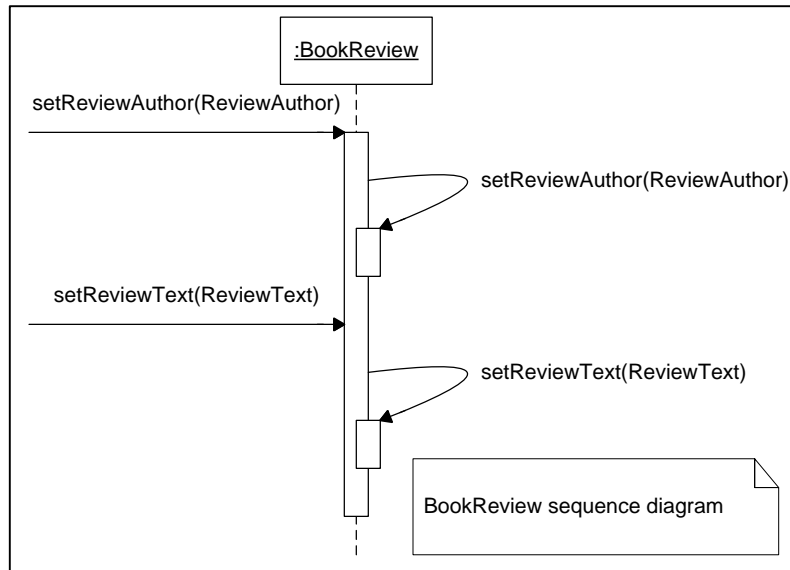 :BookReview
setReviewAuthor(ReviewAuthor)
setReviewAuthor(ReviewAuthor)
setReviewText(ReviewText)
setReviewText(ReviewText)
BookReview sequence diagram